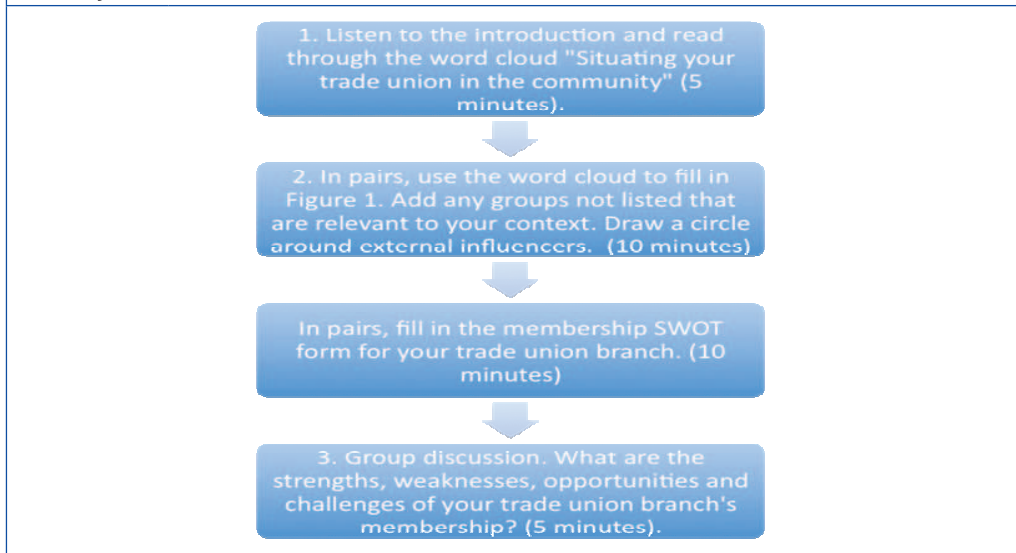 1. Listen to the introduction and read
through the word cloud "Situating your
trade union in the community" (5
minutes).
2. In pairs, use the word cloud to fill in
Figure 1. Add any groups not listed that
are relevant to your context. Draw a circle
around external influencers. (10 minutes)
In pairs, fill in the membership SWOT
form for your trade union branch. (10
minutes)
3. Group discussion. What are the
strengths, weaknesses, opportunities and
challenges of your trade union branch's
membership? (5 minutes).